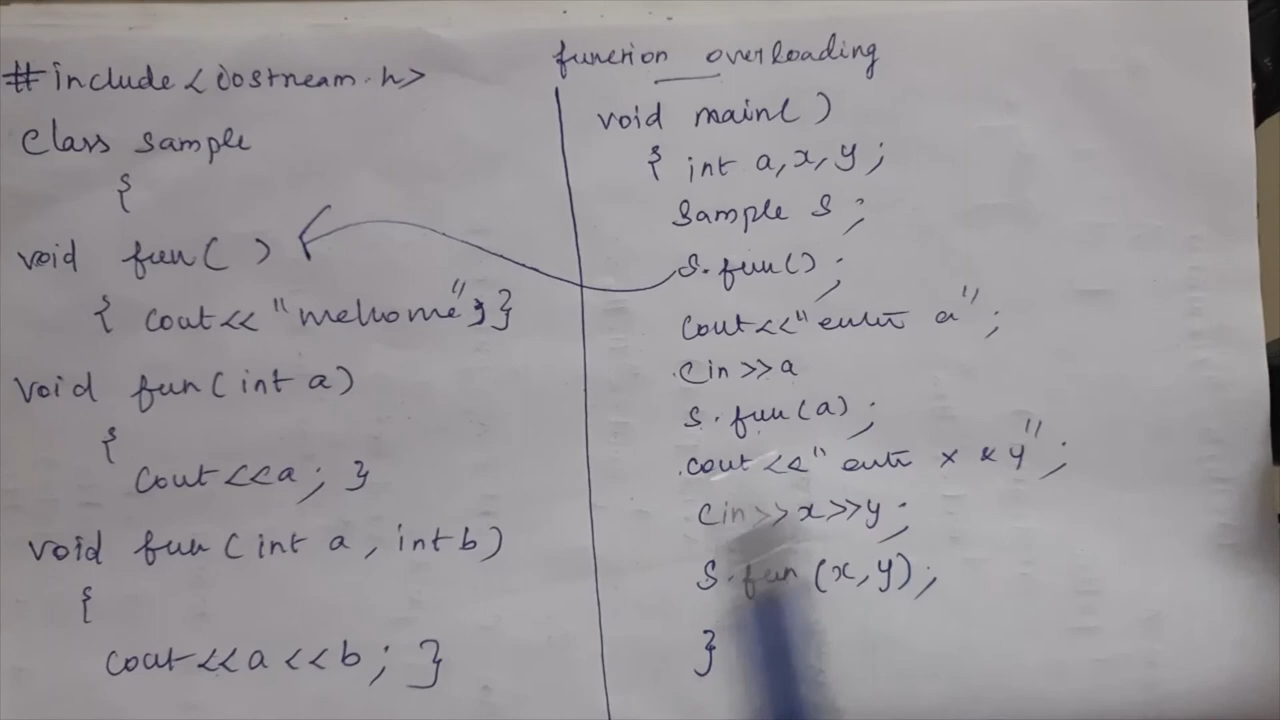 function overloading
#include <iostream.h>
class sample
{
void fun( )
{ cout<< "wellcome"; }
void fun(int a)
{
cout<<a; }
void fun (int a, int b)
{
cout<<a<<b; }
void main( )
{ int a, x, y;
sample s;
s.fun();
cout<<"enter a";
cin>>a
s.fun(a);
cout<<"enter x & y";
cin>>x>>y;
s.fun (x, y);
}